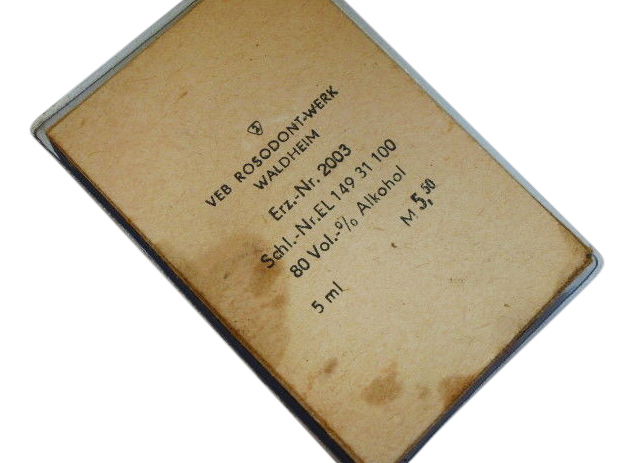 VEB ROSODONT-WERK
WALDHEIM
Erz.-Nr. 2003
Schl.-Nr.EL 149 31 100
80 Vol.-% Alkohol
5 ml M 5,50